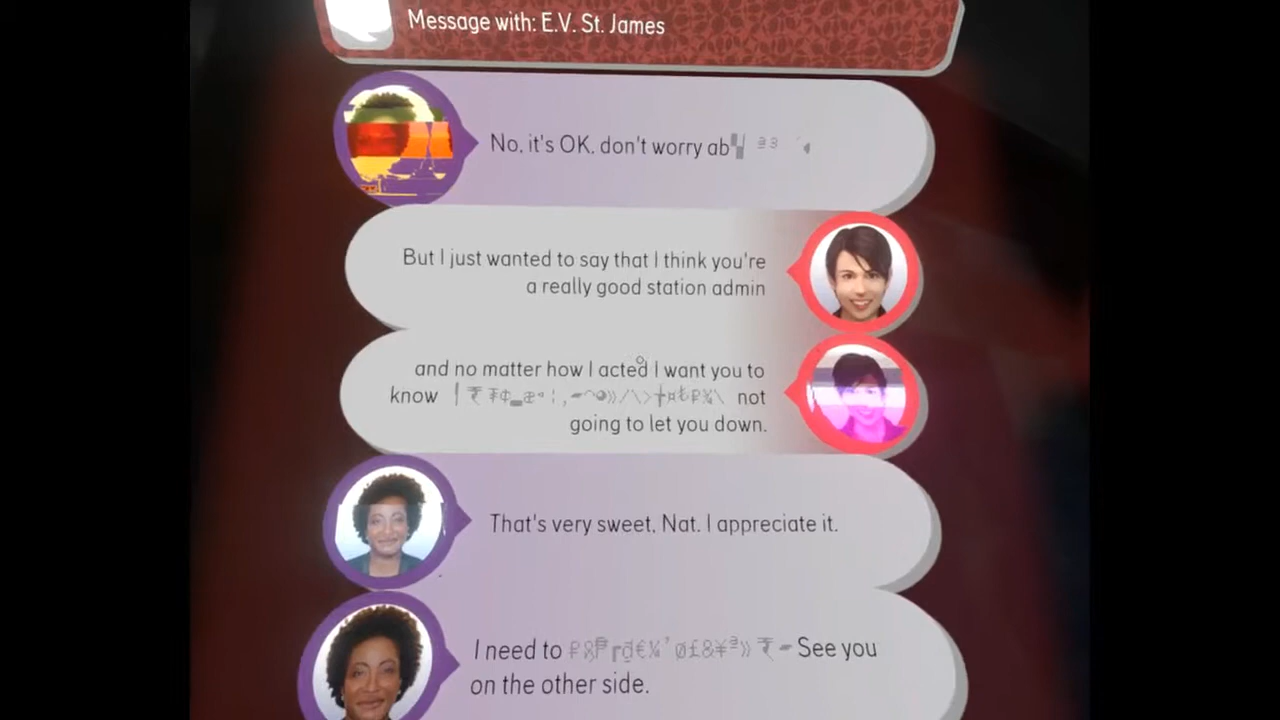 Message with: E.V. St. James
No, it's OK, don't worry
But I just wanted to say that I think you're
a really good station admin
and no matter how I acted I want you to
know not
going to let you down.
That's very sweet, Nat. I appreciate it.
I need to See you
on the other side.